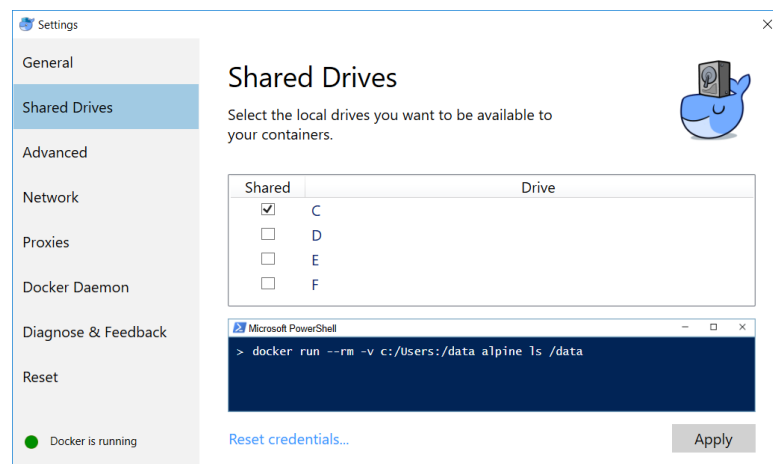 Settings
General
Shared Drives
Advanced
Network
Proxies
Docker Daemon
Diagnose & Feedback
Reset
Docker is running
Shared Drives
Select the local drives you want to be available to
your containers.
Shared Drive
C
D
E
F
Microsoft PowerShell
> docker run --rm -v c:/Users:/data alpine ls /data
Reset credentials...
Apply